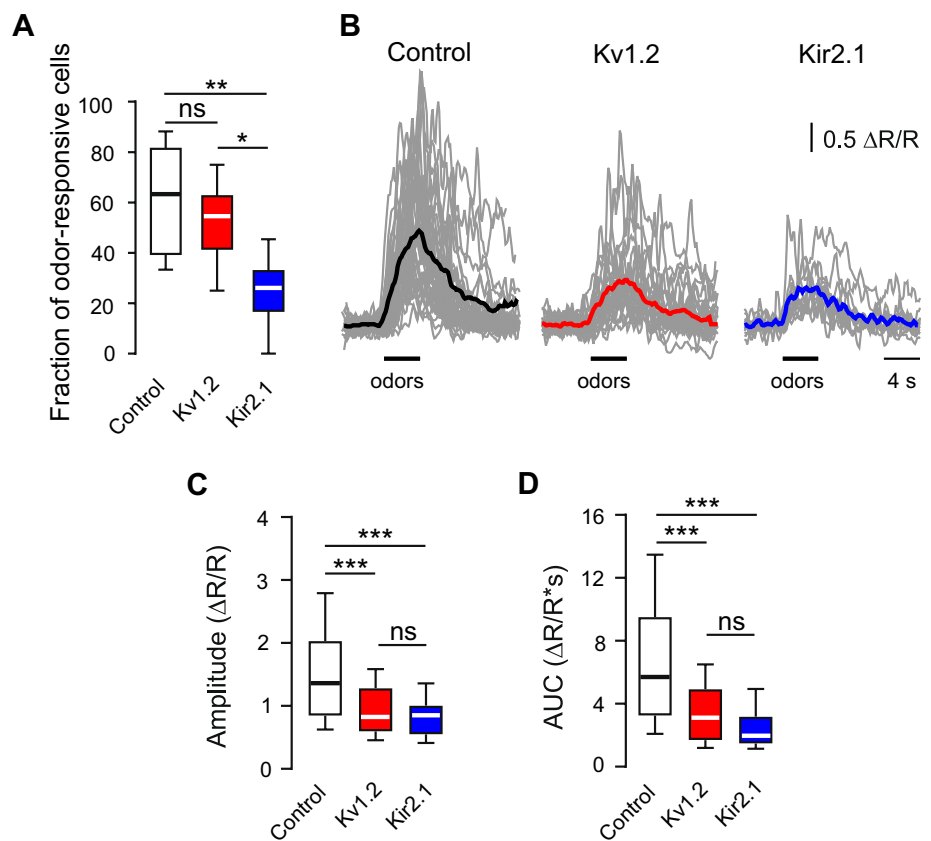 A
Fraction of odor-responsive cells
100
80
60
40
20
0
**
ns
*
Control
Kv1.2
Kir2.1
B
Control
Kv1.2
Kir2.1
0.5 ΔR/R
odors
odors
odors
4 s
C
Amplitude (ΔR/R)
4
3
2
1
0
***
***
ns
Control
Kv1.2
Kir2.1
D
AUC (ΔR/R*s)
16
12
8
4
0
***
***
ns
Control
Kv1.2
Kir2.1